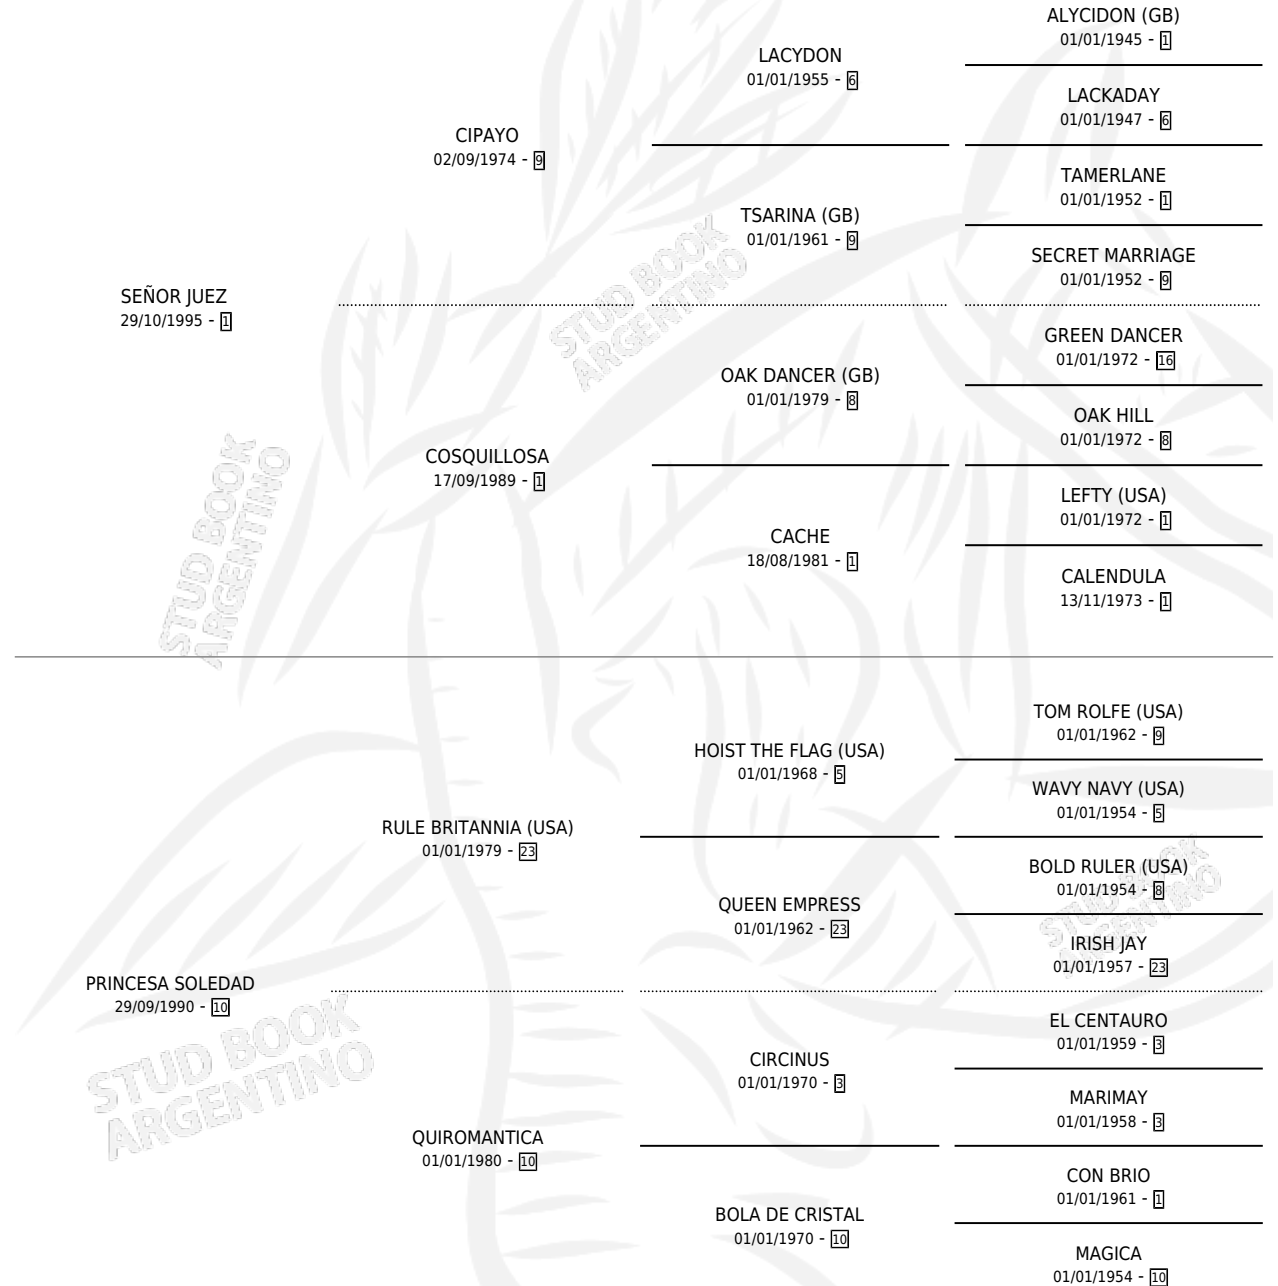 ALYCIDON (GB)
01/01/1945 - 1
LACYDON
01/01/1955 - 6
LACKADAY
01/01/1947 - 6
CIPAYO
02/09/1974 - 9
TAMERLANE
01/01/1952 - 1
TSARINA (GB)
01/01/1961 - 9
SECRET MARRIAGE
01/01/1952 - 9
SEÑOR JUEZ
29/10/1995 - 1
STUD BOOK
ARGENTINO
GREEN DANCER
01/01/1972 - 16
OAK DANCER (GB)
01/01/1979 - 8
OAK HILL
01/01/1972 - 8
COSQUILLOSA
17/09/1989 - 1
LEFTY (USA)
01/01/1972 - 1
CACHE
18/08/1981 - 1
CALENDULA
13/11/1973 - 1
STUD BOOK
ARGENTINO
TOM ROLFE (USA)
01/01/1962 - 9
HOIST THE FLAG (USA)
01/01/1968 - 5
WAVY NAVY (USA)
01/01/1954 - 5
RULE BRITANNIA (USA)
01/01/1979 - 23
BOLD RULER (USA)
01/01/1954 - 8
QUEEN EMPRESS
01/01/1962 - 23
IRISH JAY
01/01/1957 - 23
STUD BOOK
ARGENTINO
PRINCESA SOLEDAD
29/09/1990 - 10
EL CENTAURO
01/01/1959 - 3
CIRCINUS
01/01/1970 - 3
MARIMAY
01/01/1958 - 3
STUD BOOK
ARGENTINO
QUIROMANTICA
01/01/1980 - 10
CON BRIO
01/01/1961 - 1
BOLA DE CRISTAL
01/01/1970 - 10
MAGICA
01/01/1954 - 10